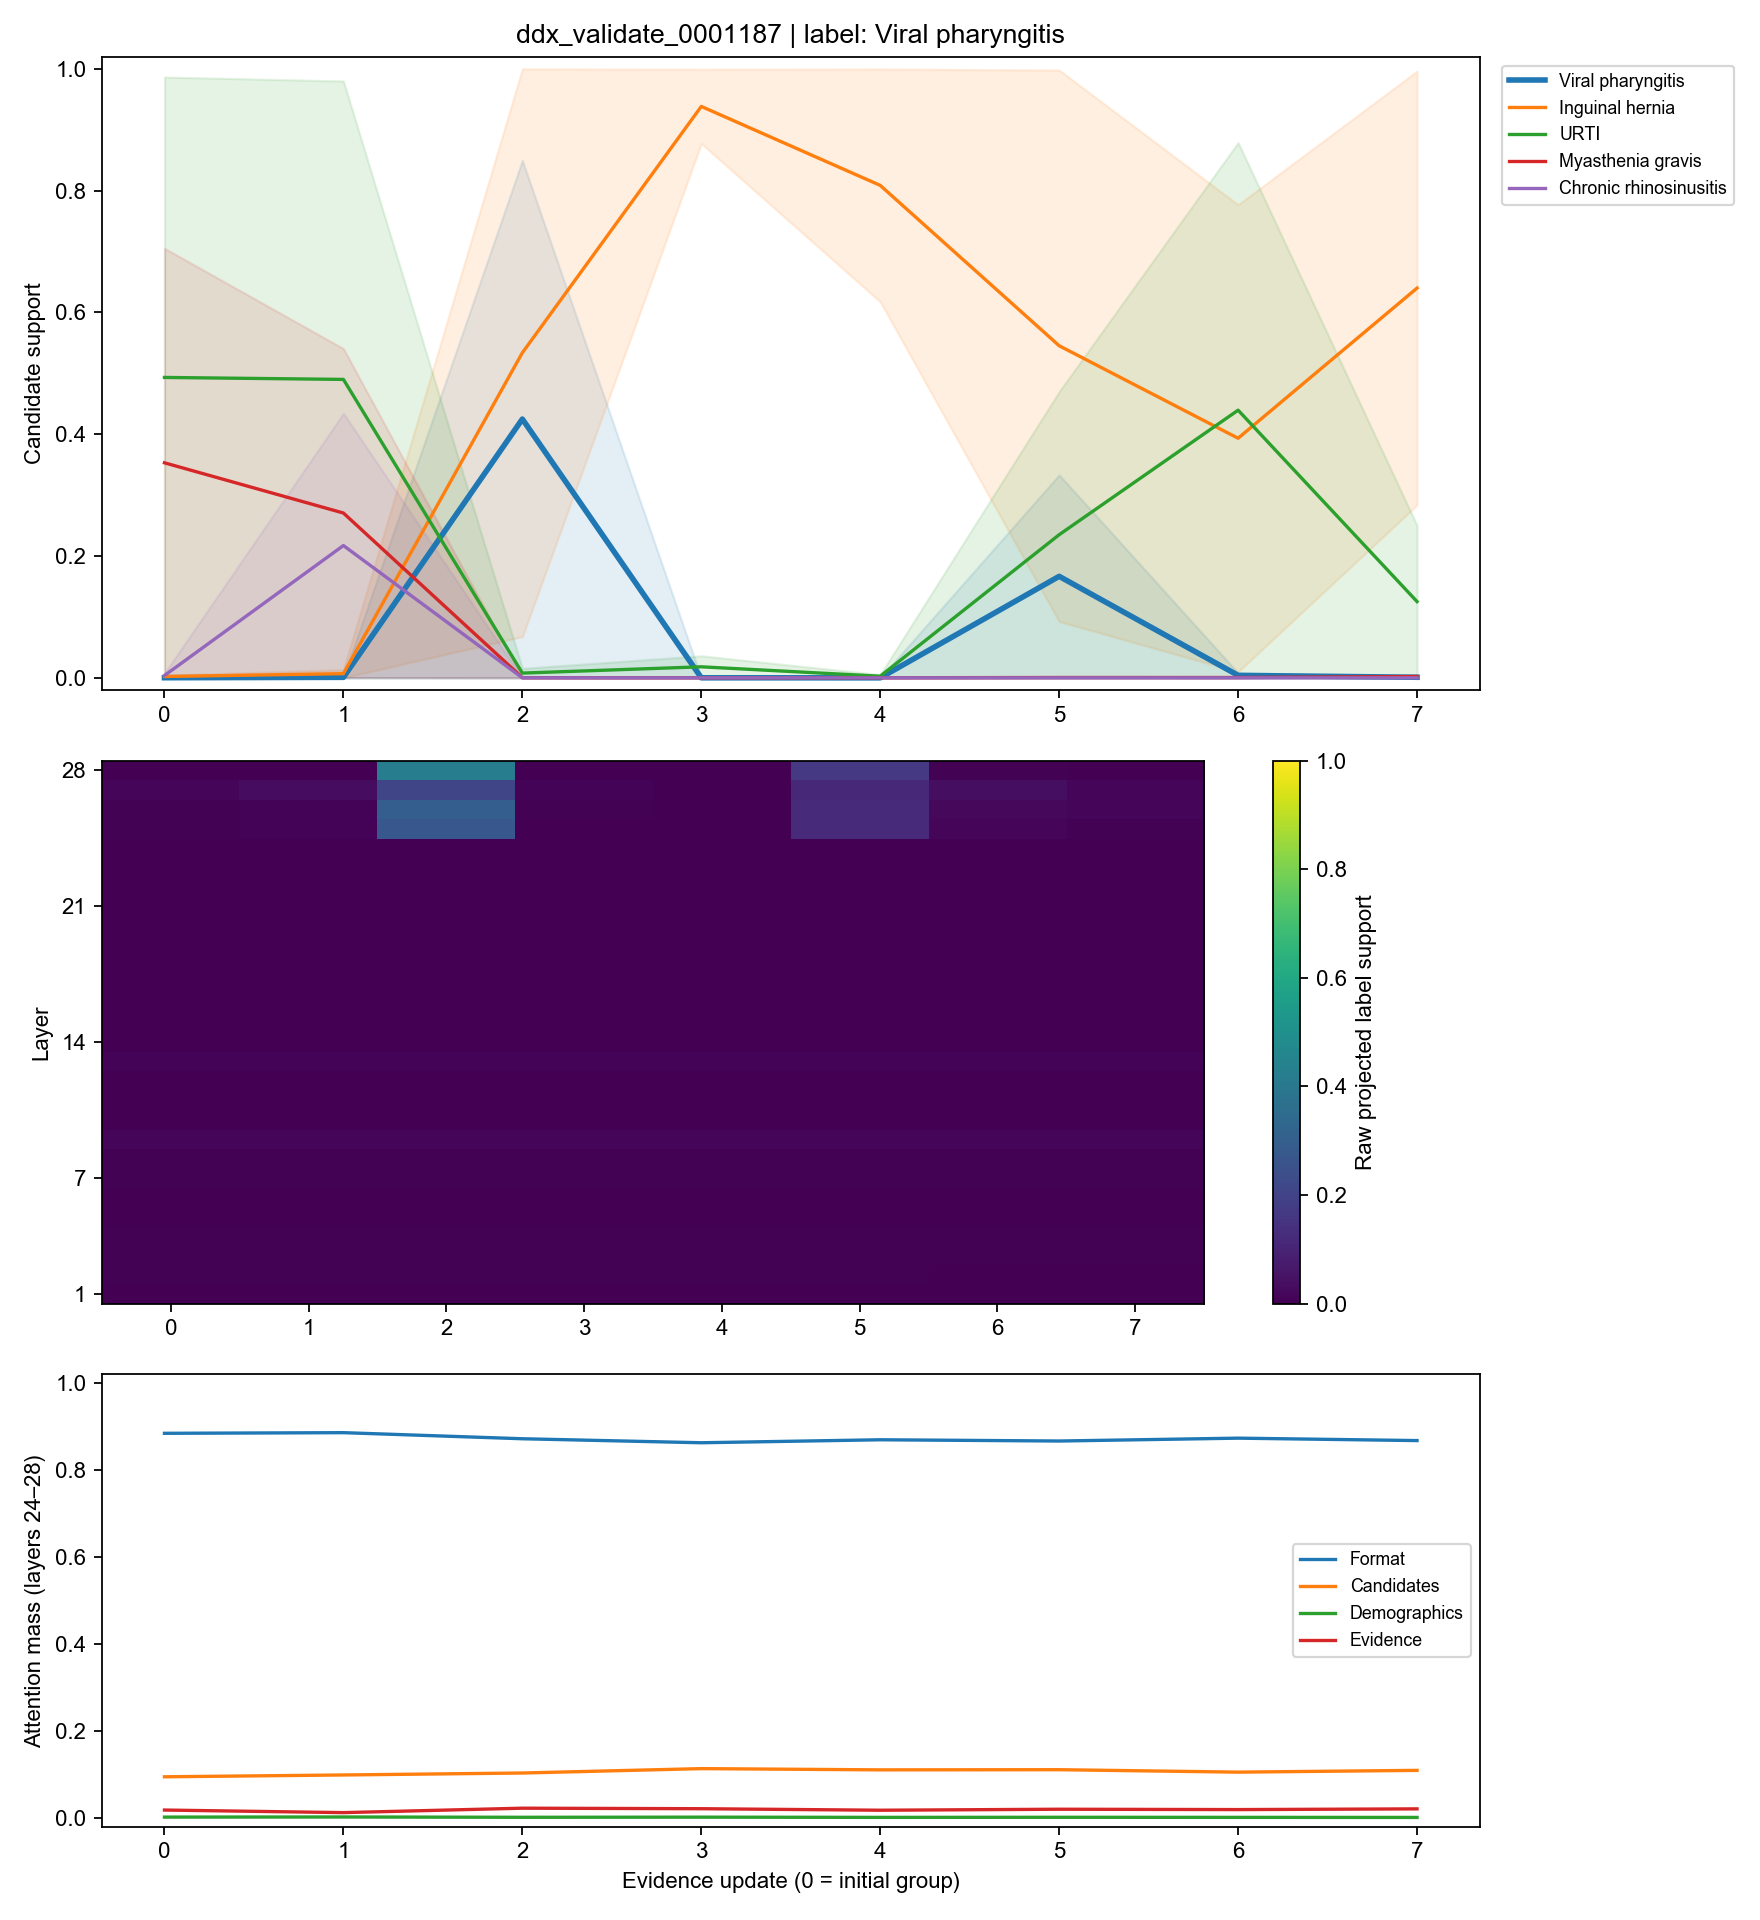 ddx_validate_0001187 | label: Viral pharyngitis
Candidate support
1.0
0.8
0.6
0.4
0.2
0.0
0 1 2 3 4 5 6 7
Viral pharyngitis
Inguinal hernia
URTI
Myasthenia gravis
Chronic rhinosinusitis
Layer
28
21
14
7
1
0 1 2 3 4 5 6 7
1.0
0.8
0.6
0.4
0.2
0.0
Raw projected label support
Attention mass (layers 24–28)
1.0
0.8
0.6
0.4
0.2
0.0
Format
Candidates
Demographics
Evidence
0 1 2 3 4 5 6 7
Evidence update (0 = initial group)